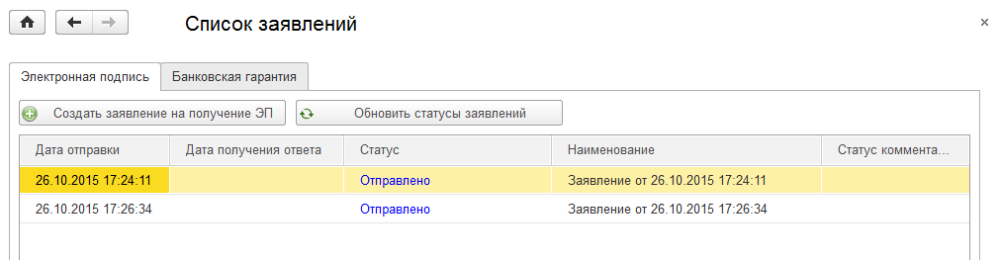 Список заявлений
Электронная подпись Банковская гарантия
Создать заявление на получение ЭП Обновить статусы заявлений
Дата отправки Дата получения ответа Статус Наименование Статус коммента...
26.10.2015 17:24:11 Отправлено Заявление от 26.10.2015 17:24:11
26.10.2015 17:26:34 Отправлено Заявление от 26.10.2015 17:26:34